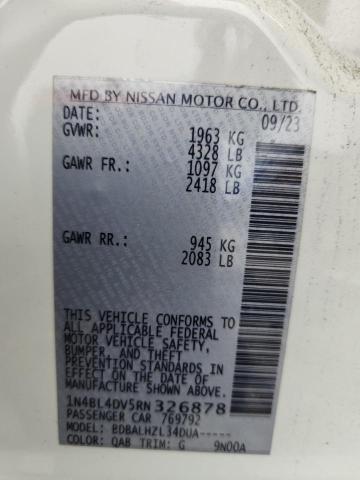 MFD BY NISSAN MOTOR CO., LTD.
DATE: 09/23
GVWR: 1963 KG
4328 LB
GAWR FR.: 1097 KG
2418 LB
GAWR RR.: 945 KG
2083 LB
THIS VEHICLE CONFORMS TO
ALL APPLICABLE FEDERAL
MOTOR VEHICLE SAFETY,
BUMPER, AND THEFT
PREVENTION STANDARDS IN
EFFECT ON THE DATE OF
MANUFACTURE SHOWN ABOVE.
1N4BL4DV5RN326878
PASSENGER CAR 769792
MODEL: BDBALHZL34DUA-----
COLOR: QAB TRIM: G 9N00A